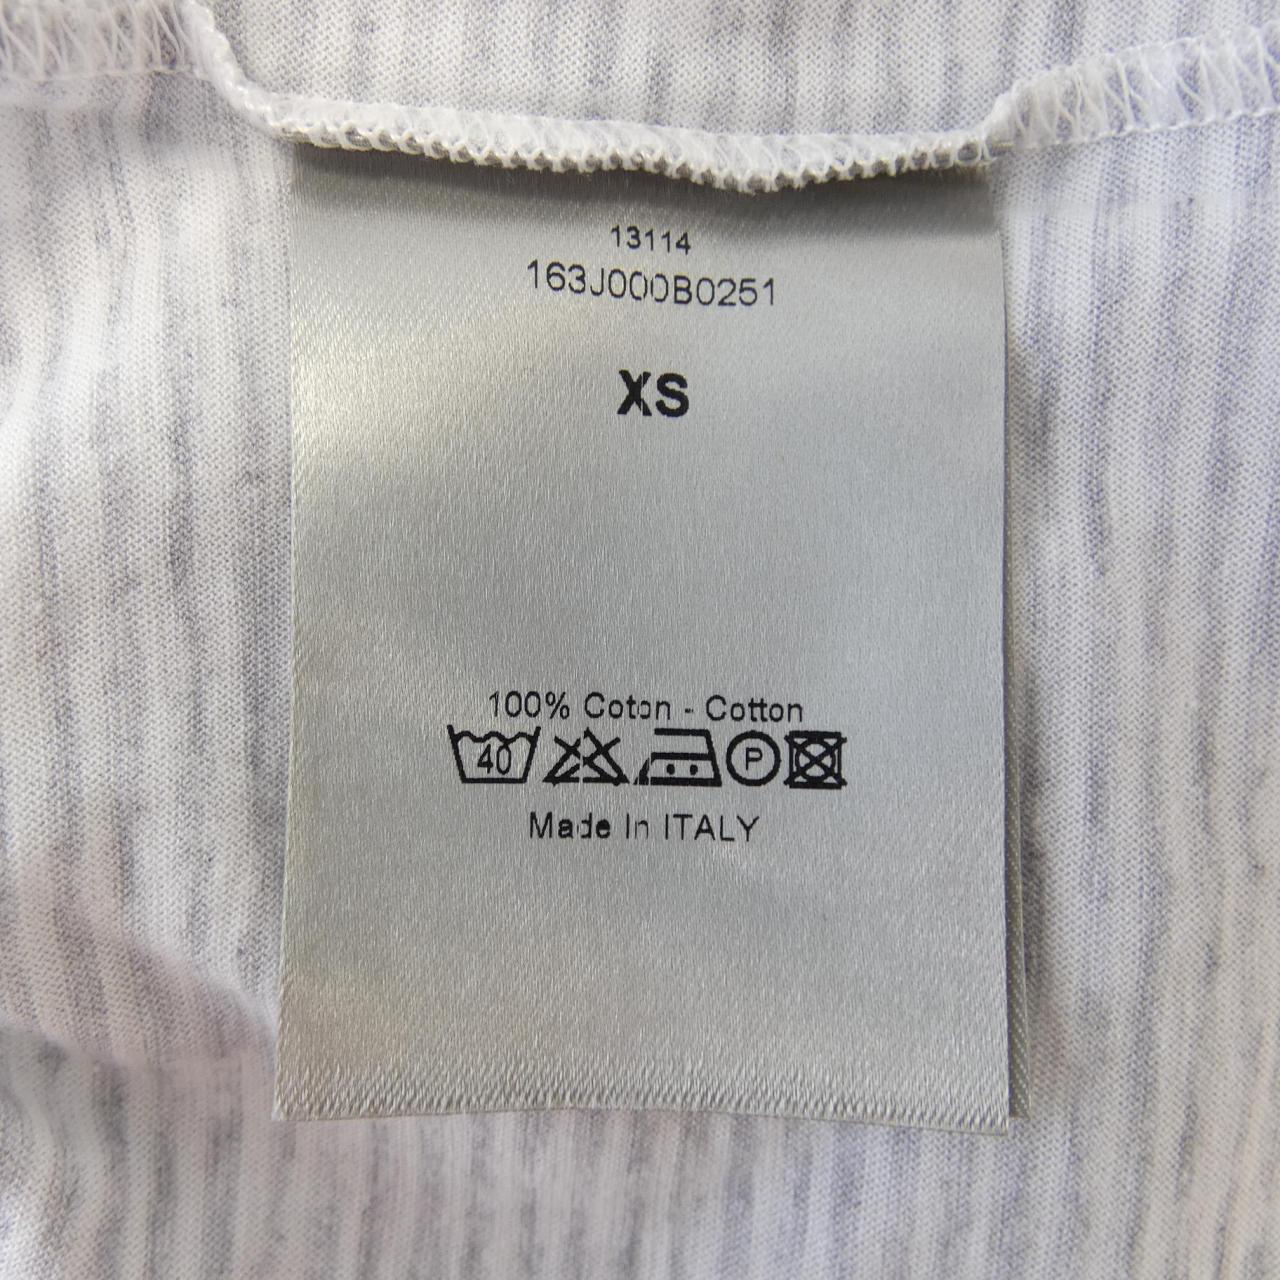 13114
163J000B0251
XS
100% Coton - Cotton
40 P
Made In ITALY